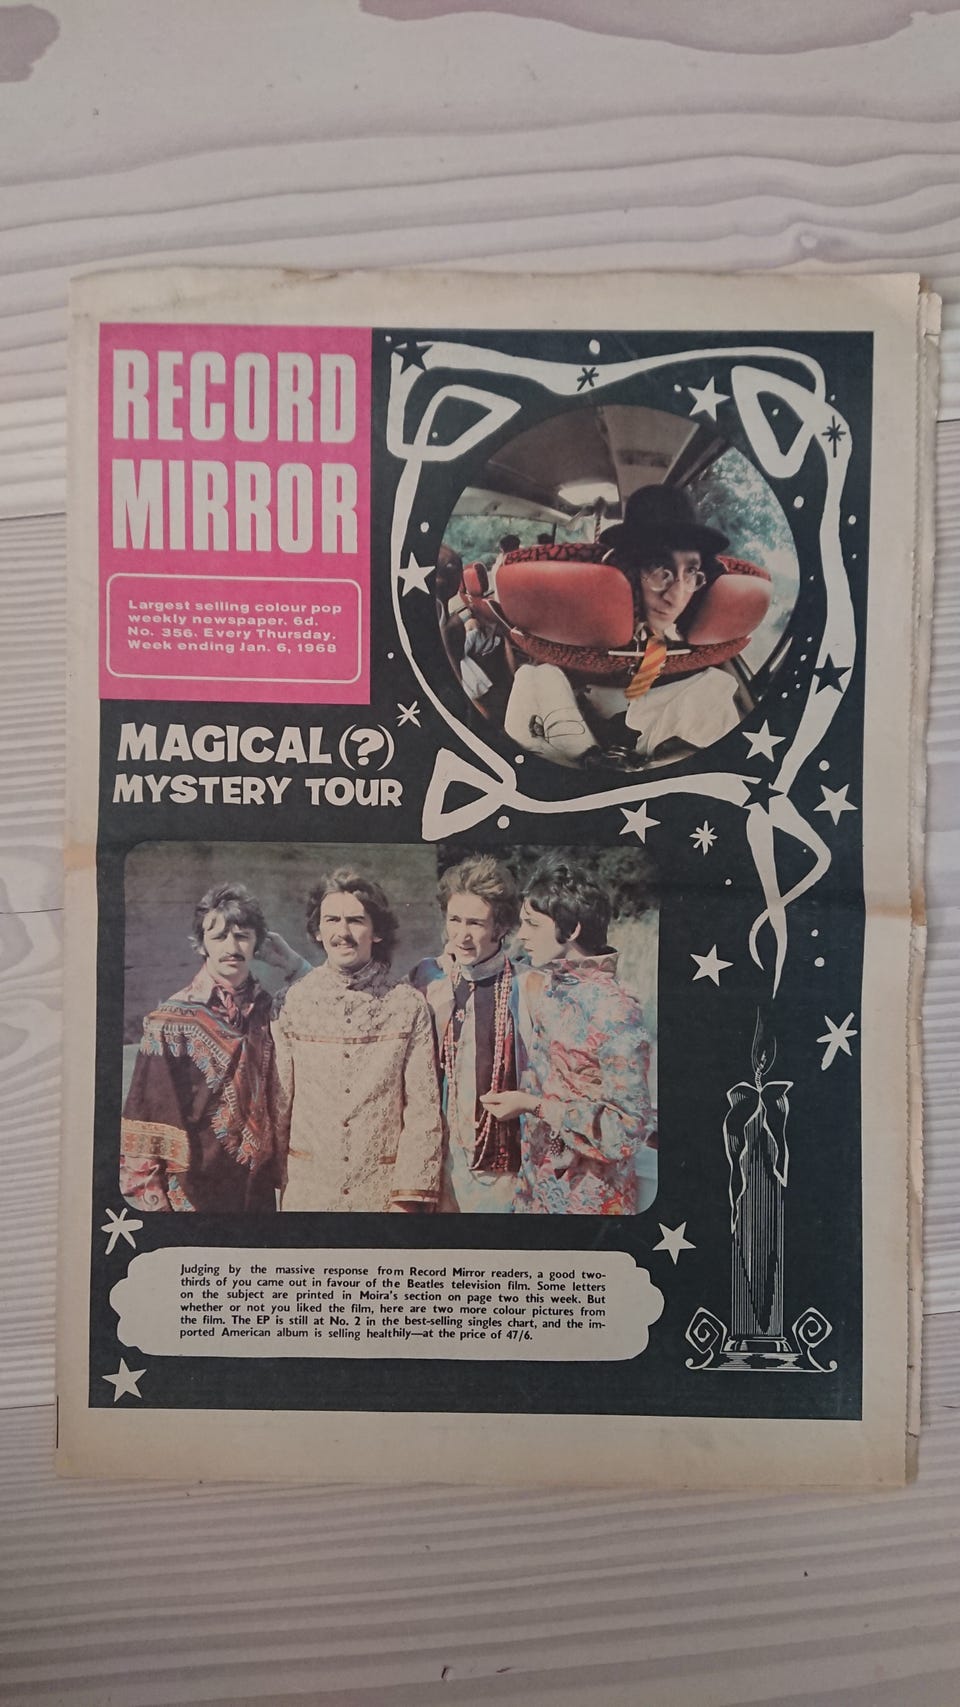 RECORD
MIRROR
Largest selling colour pop
weekly newspaper. 6d.
No. 356. Every Thursday.
Week ending Jan. 6, 1968
MAGICAL (?)
MYSTERY TOUR
Judging by the massive response from Record Mirror readers, a good two-
thirds of you came out in favour of the Beatles television film. Some letters
on the subject are printed in Moira's section on page two this week. But
whether or not you liked the film, here are two more colour pictures from
the film. The EP is still at No. 2 in the best-selling singles chart, and the im-
ported American album is selling healthily—at the price of 47/6.